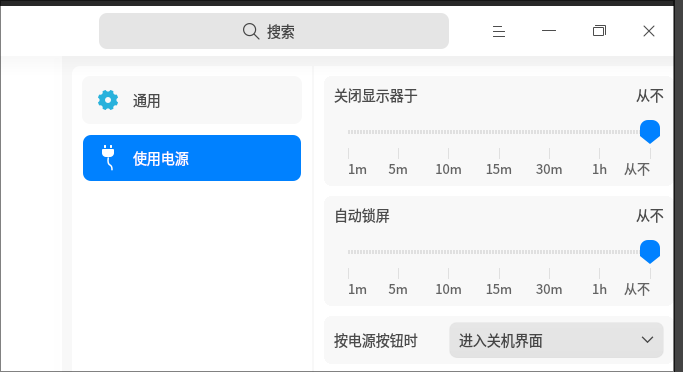 搜索
通用
使用电源
关闭显示器于 从不
1m 5m 10m 15m 30m 1h 从不
自动锁屏 从不
1m 5m 10m 15m 30m 1h 从不
按电源按钮时 进入关机界面